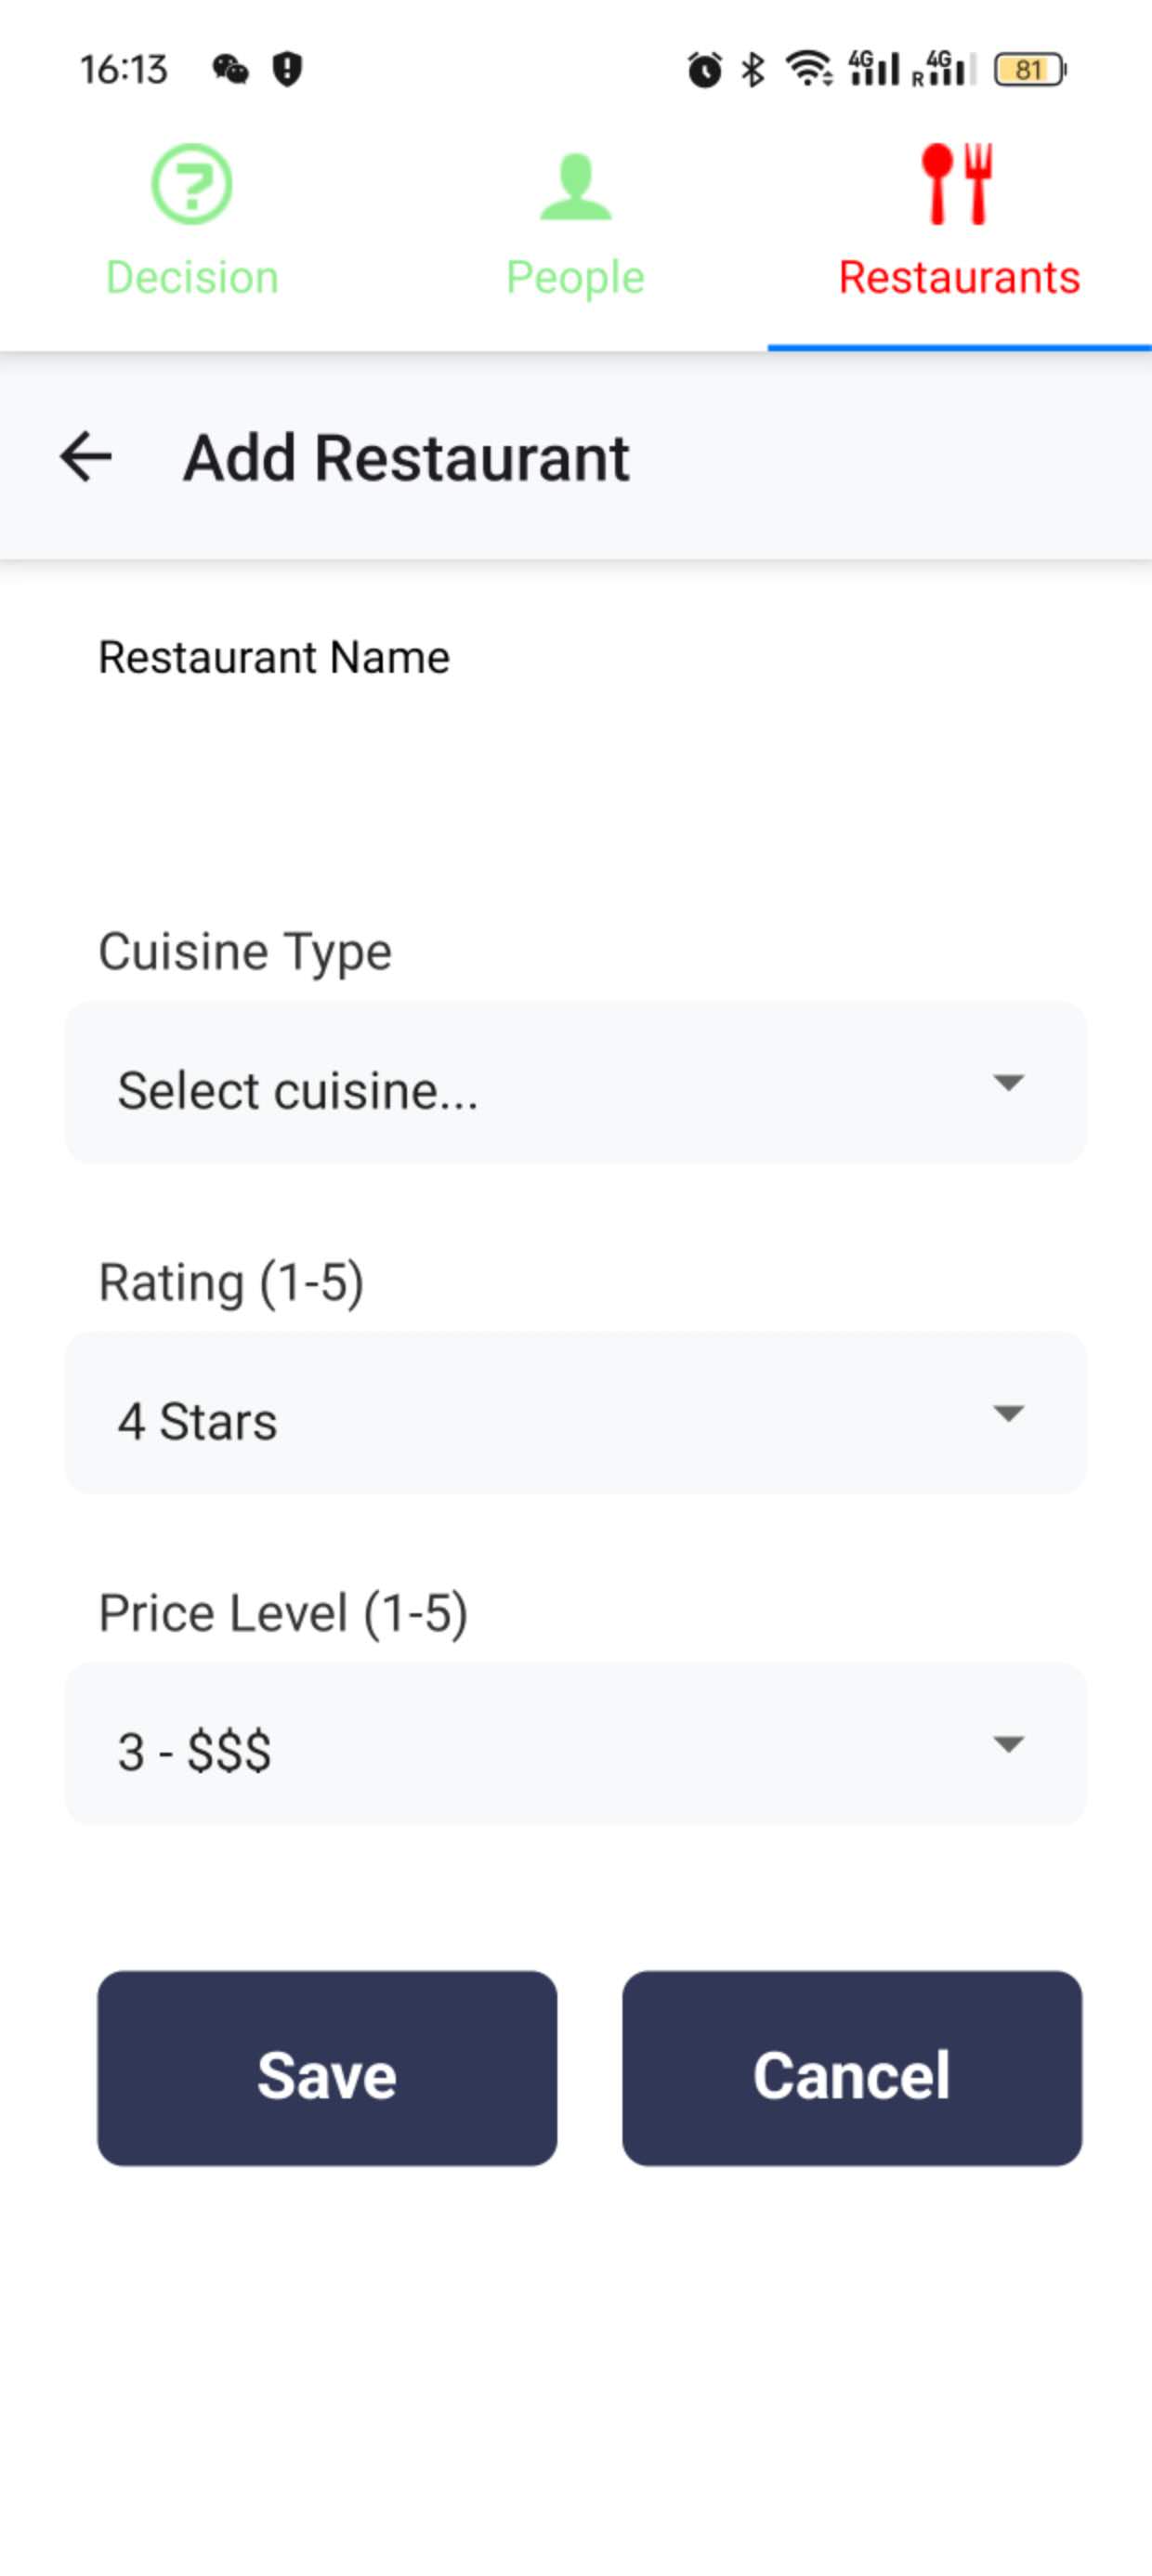 16:13 4G R 4G 81
Decision People Restaurants
Add Restaurant
Restaurant Name
Cuisine Type
Select cuisine...
Rating (1-5)
4 Stars
Price Level (1-5)
3 - $$$
Save Cancel